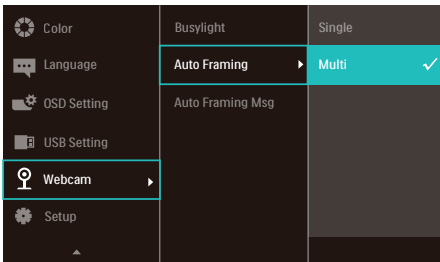 Color
Language
OSD Setting
USB Setting
Webcam
Setup
Busylight
Auto Framing
Auto Framing Msg
Single
Multi